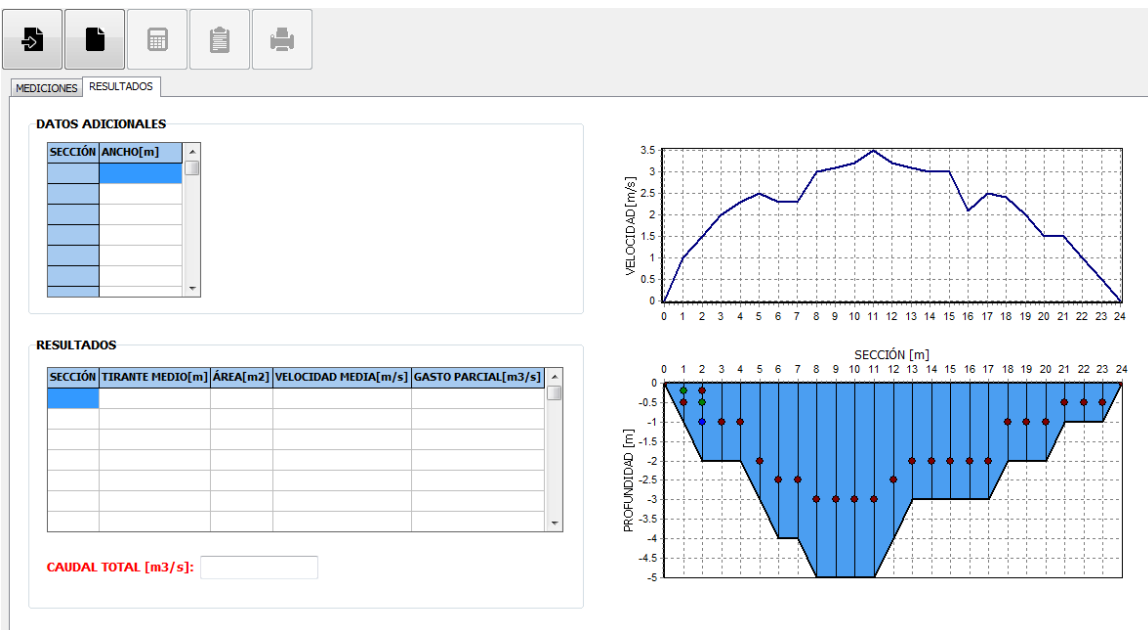 MEDICIONES RESULTADOS
DATOS ADICIONALES
SECCIÓN ANCHO[m]
RESULTADOS
SECCIÓN TIRANTE MEDIO[m] ÁREA[m2] VELOCIDAD MEDIA[m/s] GASTO PARCIAL[m3/s]
CAUDAL TOTAL [m3/s]:
VELOCIDAD [m/s]
3.5
3
2.5
2
1.5
1
0.5
0
0 1 2 3 4 5 6 7 8 9 10 11 12 13 14 15 16 17 18 19 20 21 22 23 24
SECCIÓN [m]
0 1 2 3 4 5 6 7 8 9 10 11 12 13 14 15 16 17 18 19 20 21 22 23 24
PROFUNDIDAD [m]
0
-0.5
-1
-1.5
-2
-2.5
-3
-3.5
-4
-4.5
-5